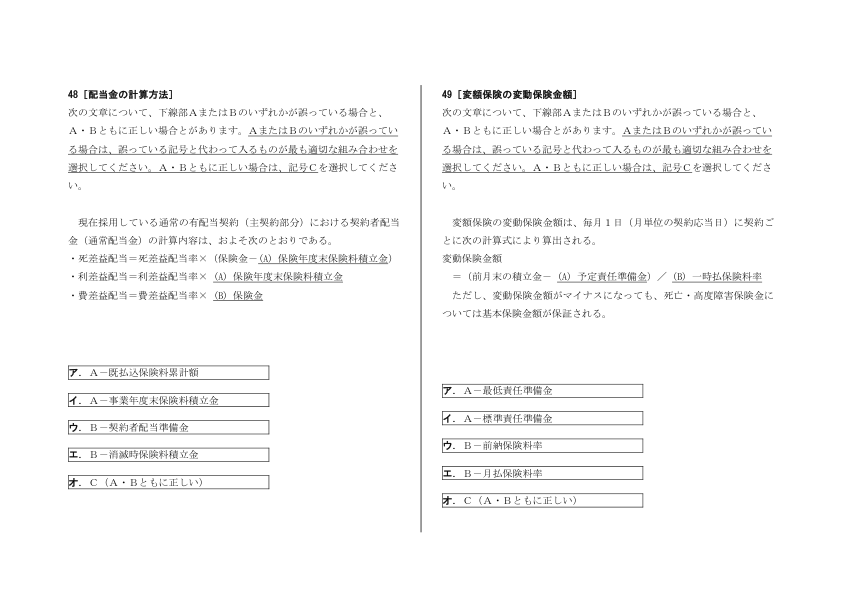 48［配当金の計算方法］
次の文章について、下線部ＡまたはＢのいずれかが誤っている場合と、
Ａ・Ｂともに正しい場合とがあります。ＡまたはＢのいずれかが誤ってい
る場合は、誤っている記号と代わって入るものが最も適切な組み合わせを
選択してください。Ａ・Ｂともに正しい場合は、記号Ｃを選択してくださ
い。
現在採用している通常の有配当契約（主契約部分）における契約者配当
金（通常配当金）の計算内容は、およそ次のとおりである。
・死差益配当＝死差益配当率×（保険金－(A) 保険年度末保険料積立金）
・利差益配当＝利差益配当率× (A) 保険年度末保険料積立金
・費差益配当＝費差益配当率× (B) 保険金
ア．Ａ－既払込保険料累計額
イ．Ａ－事業年度末保険料積立金
ウ．Ｂ－契約者配当準備金
エ．Ｂ－消滅時保険料積立金
オ．Ｃ（Ａ・Ｂともに正しい）
49［変額保険の変動保険金額］
次の文章について、下線部ＡまたはＢのいずれかが誤っている場合と、
Ａ・Ｂともに正しい場合とがあります。ＡまたはＢのいずれかが誤ってい
る場合は、誤っている記号と代わって入るものが最も適切な組み合わせを
選択してください。Ａ・Ｂともに正しい場合は、記号Ｃを選択してくださ
い。
変額保険の変動保険金額は、毎月１日（月単位の契約応当日）に契約ご
とに次の計算式により算出される。
変動保険金額
＝（前月末の積立金－ (A) 予定責任準備金）／ (B) 一時払保険料率
ただし、変動保険金額がマイナスになっても、死亡・高度障害保険金に
ついては基本保険金額が保証される。
ア．Ａ－最低責任準備金
イ．Ａ－標準責任準備金
ウ．Ｂ－前納保険料率
エ．Ｂ－月払保険料率
オ．Ｃ（Ａ・Ｂともに正しい）